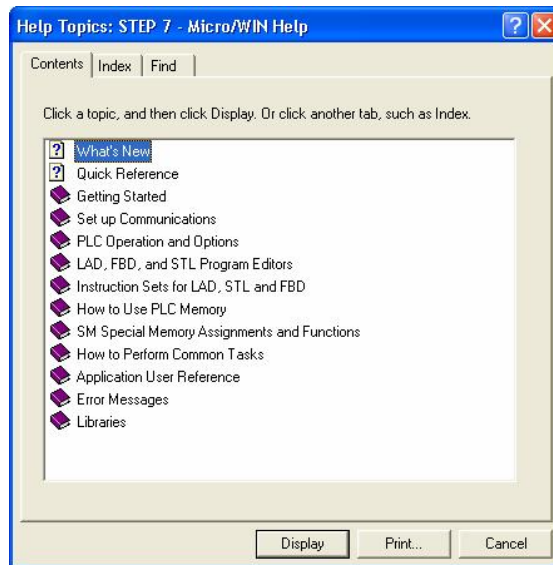 Help Topics: STEP 7 - Micro/WIN Help
Contents Index Find
Click a topic, and then click Display. Or click another tab, such as Index.
What's New
Quick Reference
Getting Started
Set up Communications
PLC Operation and Options
LAD, FBD, and STL Program Editors
Instruction Sets for LAD, STL and FBD
How to Use PLC Memory
SM Special Memory Assignments and Functions
How to Perform Common Tasks
Application User Reference
Error Messages
Libraries
Display Print... Cancel